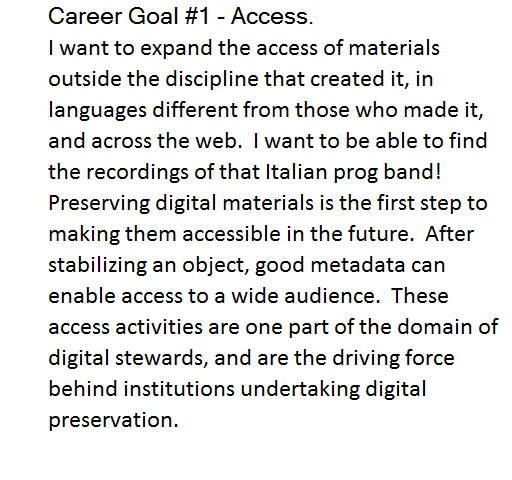 Career Goal #1 - Access.
I want to expand the access of materials
outside the discipline that created it, in
languages different from those who made it,
and across the web.  I want to be able to find
the recordings of that Italian prog band!
Preserving digital materials is the first step to
making them accessible in the future.  After
stabilizing an object, good metadata can
enable access to a wide audience.  These
access activities are one part of the domain of
digital stewards, and are the driving force
behind institutions undertaking digital
preservation.